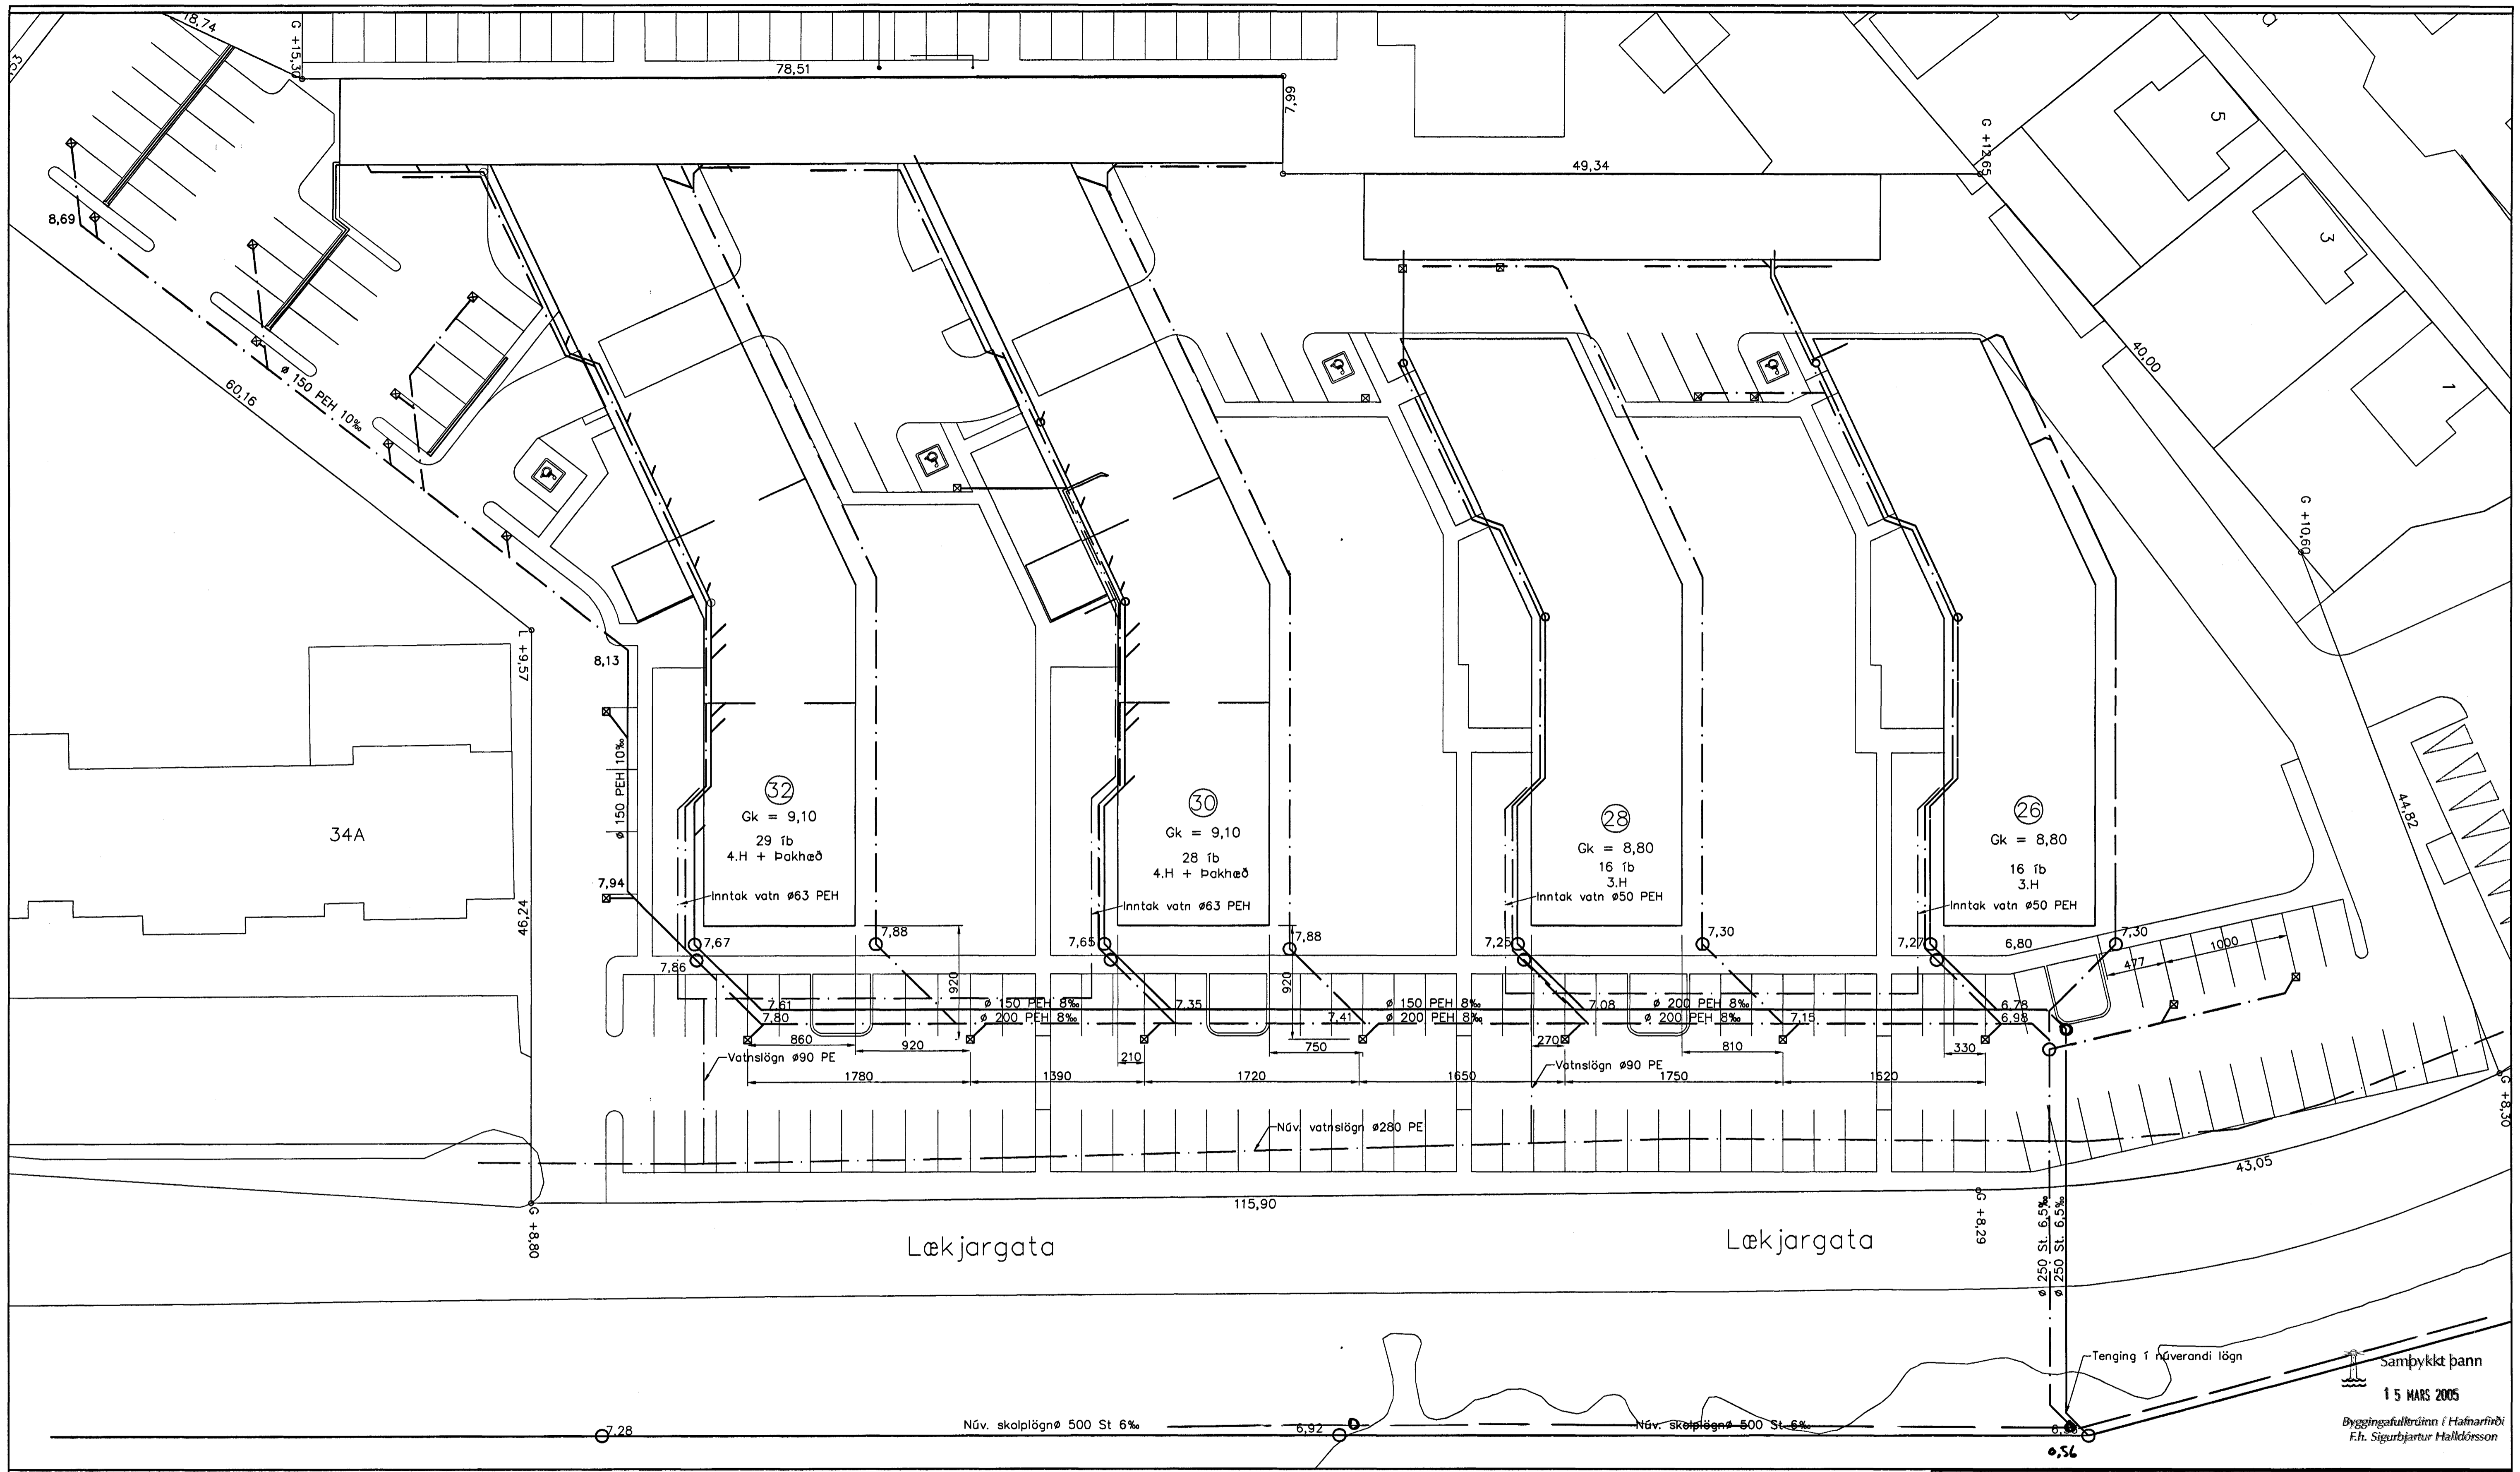 18,74
G +15,30
78,51
7,99
49,34
G +12,65
5
3
1
8,69
60,16
ø 150 PEH 10‰
40,00
G +10,60
L +9,57
8,13
ø 150 PEH 10‰
7,94
46,24
34A
44,82
32
Gk = 9,10
29 íb
4.H + Þakhæð
Inntak vatn ø63 PEH
30
Gk = 9,10
28 íb
4.H + Þakhæð
Inntak vatn ø63 PEH
28
Gk = 8,80
16 íb
3.H
Inntak vatn ø50 PEH
26
Gk = 8,80
16 íb
3.H
Inntak vatn ø50 PEH
7,67
7,88
7,65
7,88
7,25
7,30
7,27
6,80
7,30
7,86
920
920
477
1000
7,61
ø 150 PEH 8‰
7,35
ø 150 PEH 8‰
7,08
ø 200 PEH 8‰
6,78
7,80
ø 200 PEH 8‰
7,41
ø 200 PEH 8‰
ø 200 PEH 8‰
7,15
6,98
860
920
210
750
270
810
330
Vatnslögn ø90 PE
Vatnslögn ø90 PE
1780
1390
1720
1650
1750
1620
G +8,30
Núv. vatnslögn ø280 PE
43,05
115,90
G +8,80
G +8,29
ø 250 St. 6,5‰
ø 250 St. 6,5‰
Lækjargata
Lækjargata
Tenging í núverandi lögn
7,28
Núv. skolplögnø 500 St 6‰
6,92
Núv. skolplögnø 500 St 6‰
6,56
Samþykkt þann
15 MARS 2005
Byggingafulltrúinn í Hafnarfirði
F.h. Sigurbjartur Halldórsson